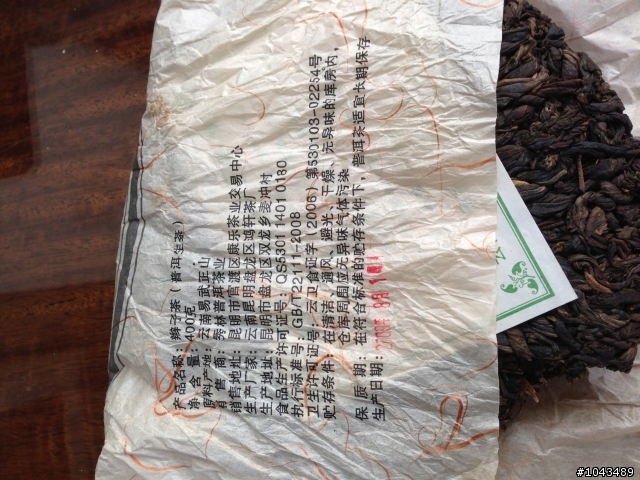 产品名称：辫子茶（普洱生茶）
净含量：400克
原料产地：云南易武正山
销售：秾林普洱茶业
销售地址：昆明市官渡区康乐茶业交易中心
生产厂家：云南昆明盘龙区鸿轩茶厂
生产地址：昆明市盘龙区双龙乡麦冲村
食品生产许可证号：QS5301 1401 0180
执行标准号：GB/T22111-2008
卫生许可证号：云卫食证字（2006）第530103-02254号
贮存条件：在清洁、通风、避光、干燥、无异味的库房内，
仓库周围应无异味气体污染
保质期：在符合标准的贮存条件下，普洱茶适宜长期保存
生产日期：
#1043489